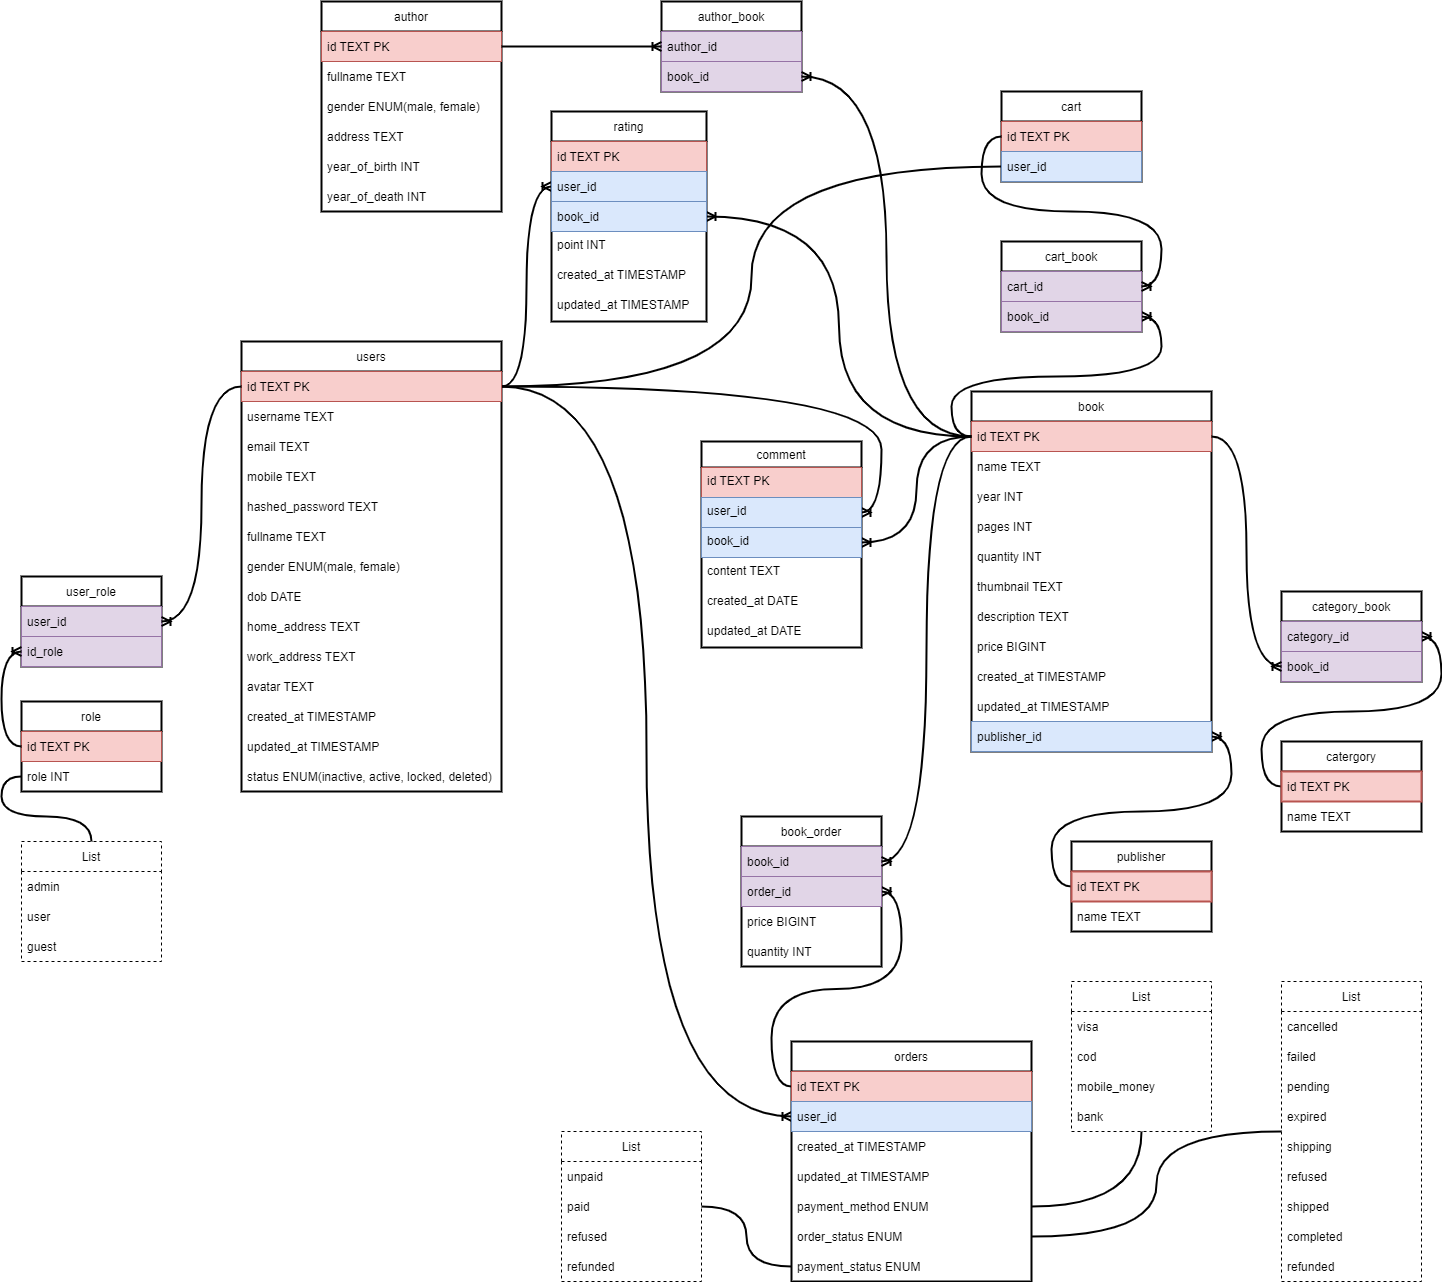 author
id TEXT PK
fullname TEXT
gender ENUM(male, female)
address TEXT
year_of_birth INT
year_of_death INT
author_book
author_id
book_id
rating
id TEXT PK
user_id
book_id
point INT
created_at TIMESTAMP
updated_at TIMESTAMP
cart
id TEXT PK
user_id
cart_book
cart_id
book_id
users
id TEXT PK
username TEXT
email TEXT
mobile TEXT
hashed_password TEXT
fullname TEXT
gender ENUM(male, female)
dob DATE
home_address TEXT
work_address TEXT
avatar TEXT
created_at TIMESTAMP
updated_at TIMESTAMP
status ENUM(inactive, active, locked, deleted)
comment
id TEXT PK
user_id
book_id
content TEXT
created_at DATE
updated_at DATE
book
id TEXT PK
name TEXT
year INT
pages INT
quantity INT
thumbnail TEXT
description TEXT
price BIGINT
created_at TIMESTAMP
updated_at TIMESTAMP
publisher_id
user_role
user_id
id_role
role
id TEXT PK
role INT
List
admin
user
guest
category_book
category_id
book_id
catergory
id TEXT PK
name TEXT
book_order
book_id
order_id
price BIGINT
quantity INT
publisher
id TEXT PK
name TEXT
orders
id TEXT PK
user_id
created_at TIMESTAMP
updated_at TIMESTAMP
payment_method ENUM
order_status ENUM
payment_status ENUM
List
unpaid
paid
refused
refunded
List
visa
cod
mobile_money
bank
List
cancelled
failed
pending
expired
shipping
refused
shipped
completed
refunded